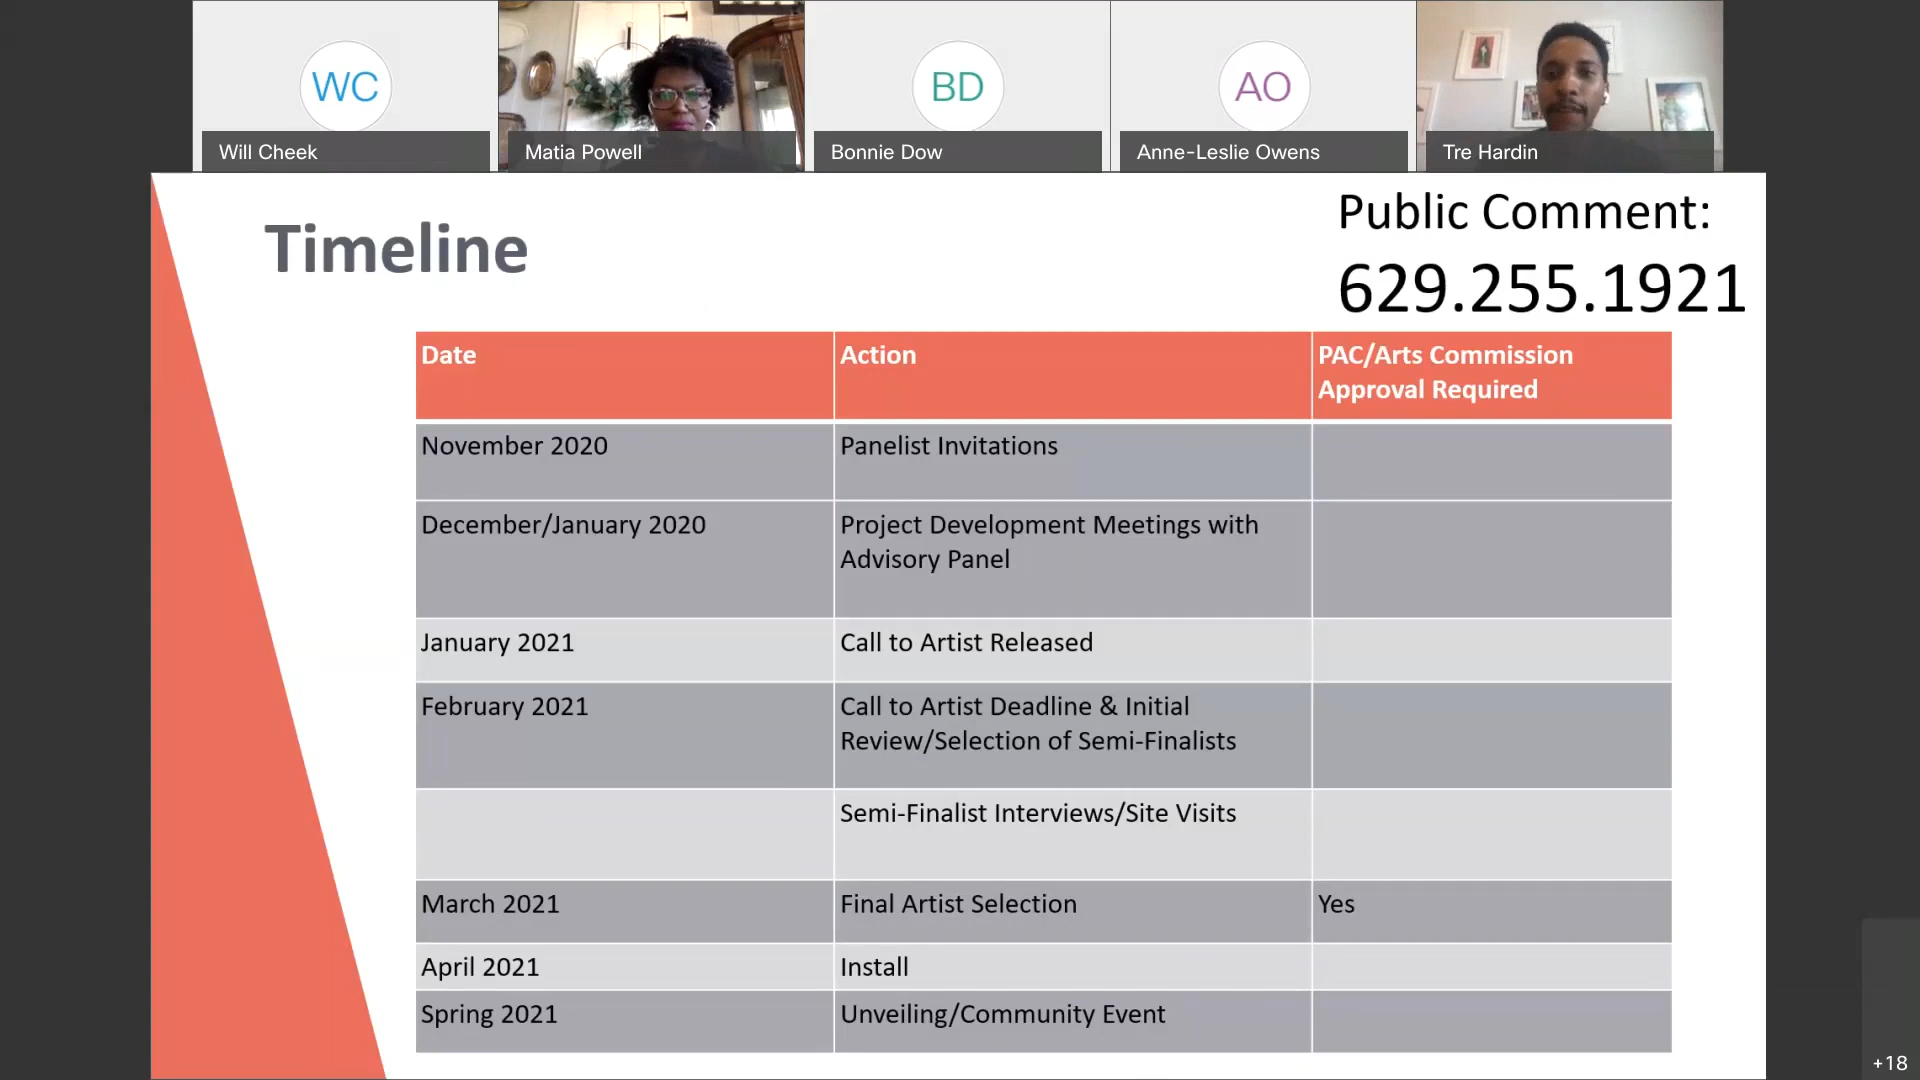 WC
BD
AO
Will Cheek
Matia Powell
Bonnie Dow
Anne-Leslie Owens
Tre Hardin
Timeline
Public Comment:
629.255.1921
Date
Action
PAC/Arts Commission
Approval Required
November 2020
Panelist Invitations
December/January 2020
Project Development Meetings with
Advisory Panel
January 2021
Call to Artist Released
February 2021
Call to Artist Deadline & Initial
Review/Selection of Semi-Finalists
Semi-Finalist Interviews/Site Visits
March 2021
Final Artist Selection
Yes
April 2021
Install
Spring 2021
Unveiling/Community Event
+18